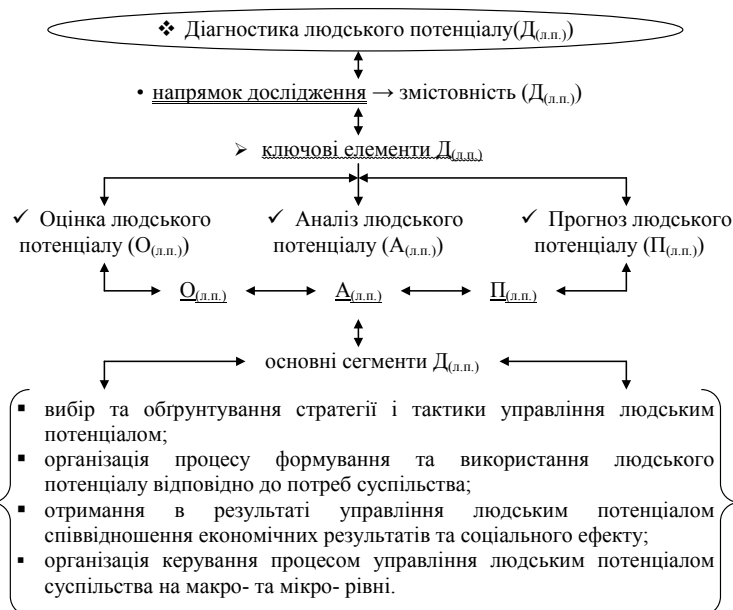 ❖ Діагностика людського потенціалу(Д(л.п.))
• напрямок дослідження → змістовність (Д(л.п.))
➢ ключові елементи Д(л.п.)
✓ Оцінка людського потенціалу (О(л.п.))
✓ Аналіз людського потенціалу (А(л.п.))
✓ Прогноз людського потенціалу (П(л.п.))
О(л.п.) А(л.п.) П(л.п.)
основні сегменти Д(л.п.)
▪ вибір та обґрунтування стратегії і тактики управління людським
потенціалом;
▪ організація процесу формування та використання людського
потенціалу відповідно до потреб суспільства;
▪ отримання в результаті управління людським потенціалом
співвідношення економічних результатів та соціального ефекту;
▪ організація керування процесом управління людським потенціалом
суспільства на макро- та мікро- рівні.